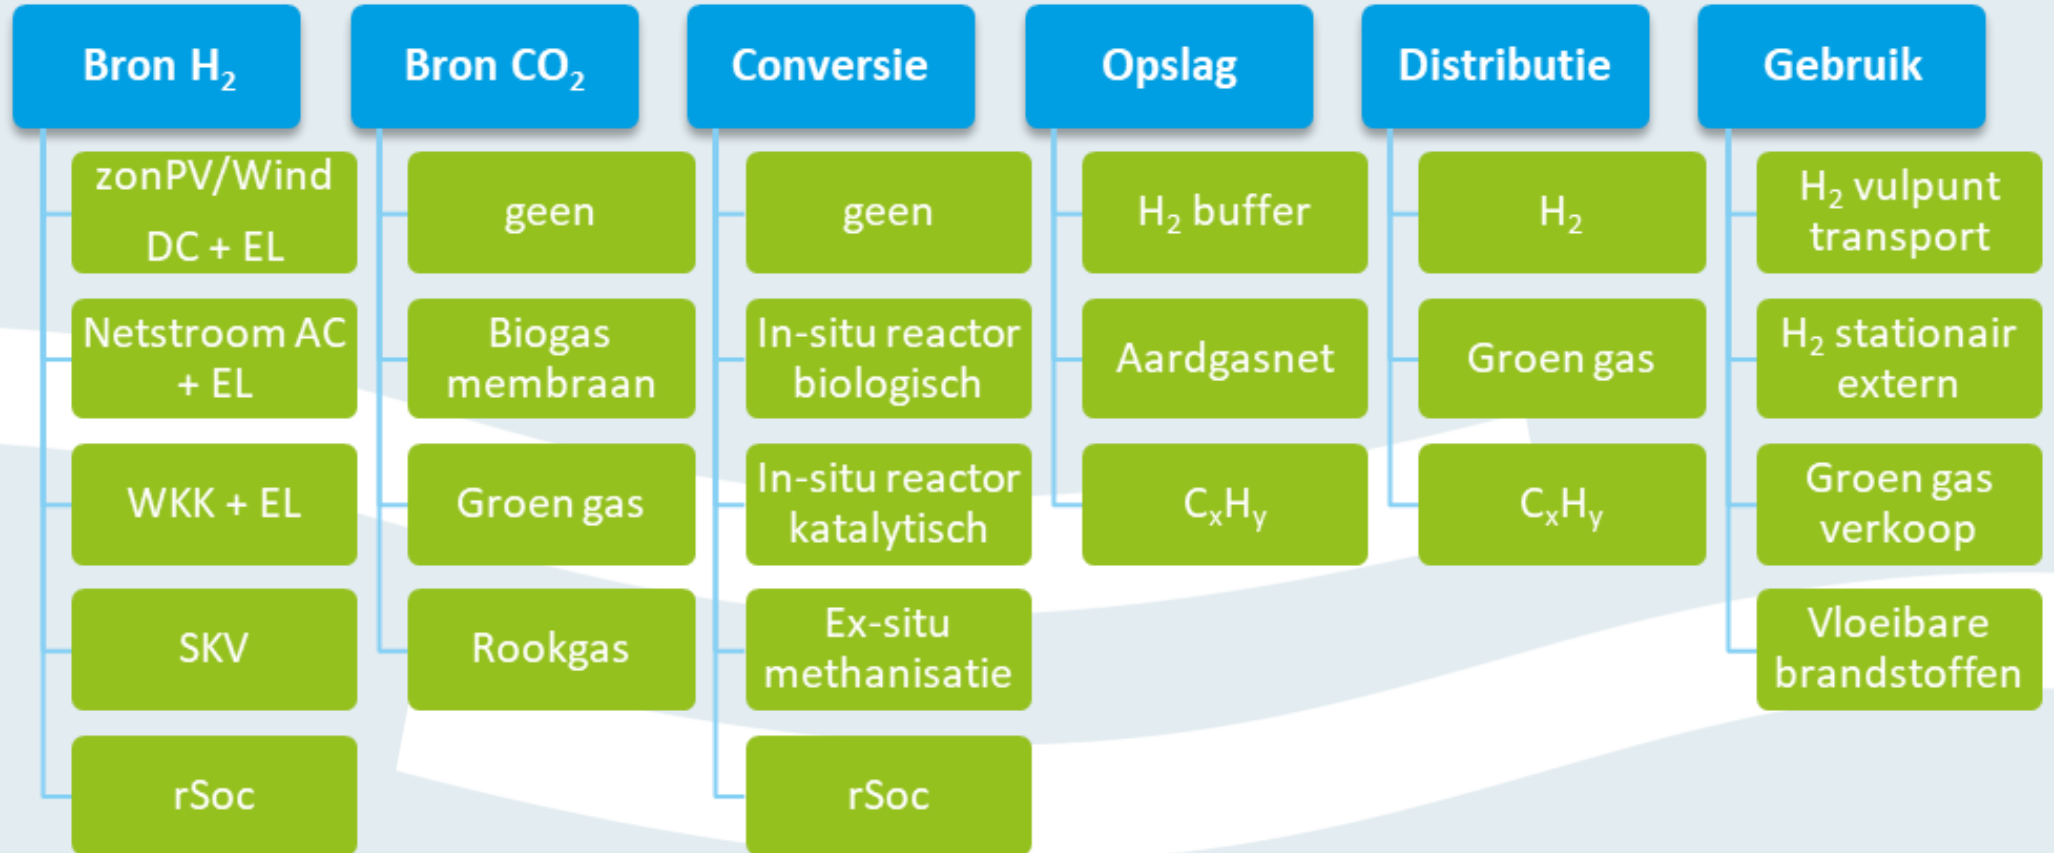 Bron H₂
zonPV/Wind
DC + EL
Netstroom AC
+ EL
WKK + EL
SKV
rSoc
Bron CO₂
geen
Biogas
membraan
Groen gas
Rookgas
Conversie
geen
In-situ reactor
biologisch
In-situ reactor
katalytisch
Ex-situ
methanisatie
rSoc
Opslag
H₂ buffer
Aardgasnet
CₓHᵧ
Distributie
H₂
Groen gas
CₓHᵧ
Gebruik
H₂ vulpunt
transport
H₂ stationair
extern
Groen gas
verkoop
Vloeibare
brandstoffen